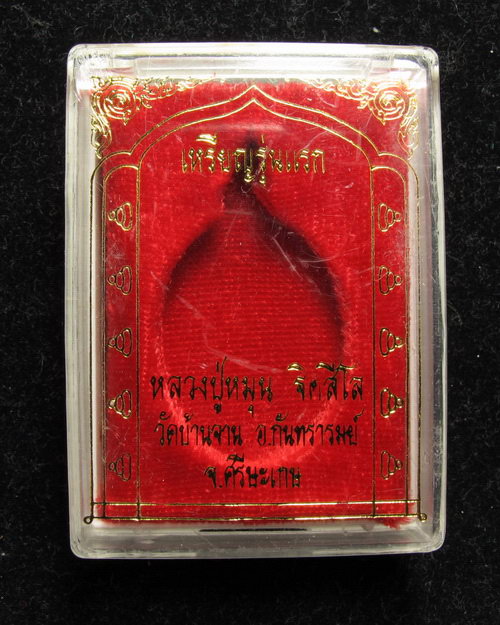 เหรียญรุ่นแรก
หลวงปู่หมุน ฐิตสีโล
วัดบ้านจาน อ.กันทรารมย์
จ.ศรีษะเกษ